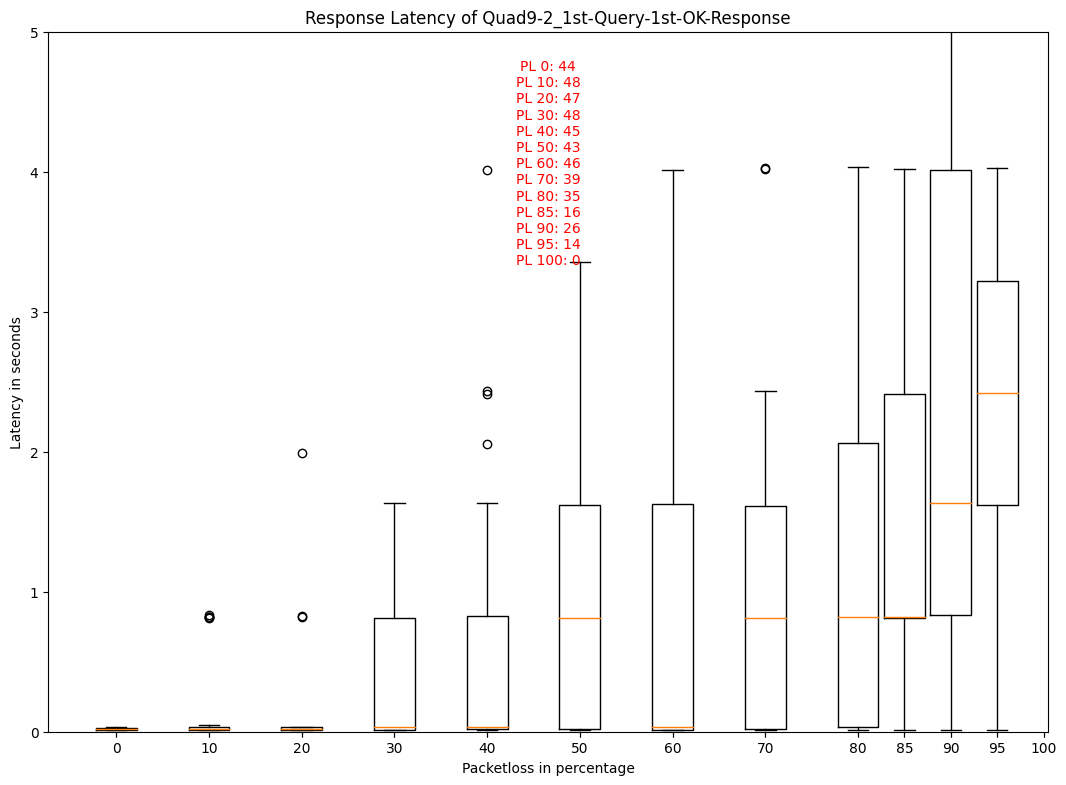 Response Latency of Quad9-2_1st-Query-1st-OK-Response
5
4
3
2
1
0
Latency in seconds
PL 0: 44
PL 10: 48
PL 20: 47
PL 30: 48
PL 40: 45
PL 50: 43
PL 60: 46
PL 70: 39
PL 80: 35
PL 85: 16
PL 90: 26
PL 95: 14
PL 100: 0
0 10 20 30 40 50 60 70 80 85 90 95 100
Packetloss in percentage